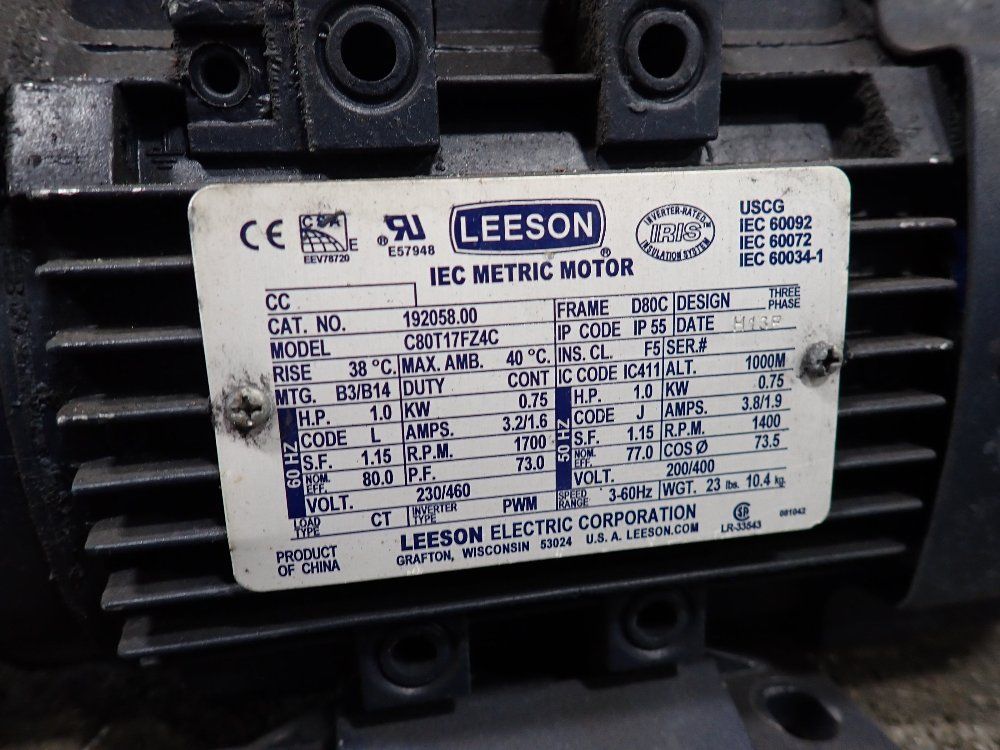 CE
EEV78720
E
RU
®
E57948
LEESON
®
IEC METRIC MOTOR
INVERTER-RATED
IRIS
INSULATION SYSTEM
USCG
IEC 60092
IEC 60072
IEC 60034-1
CC
CAT. NO. 192058.00 FRAME D80C DESIGN THREE PHASE
MODEL C80T17FZ4C IP CODE IP 55 DATE
RISE 38 °C. MAX. AMB. 40 °C. INS. CL. F5 SER.#
MTG. B3/B14 DUTY CONT IC CODE IC411 ALT. 1000M
60 HZ
H.P. 1.0 KW 0.75
CODE L AMPS. 3.2/1.6
S.F. 1.15 R.P.M. 1700
NOM. EFF. 80.0 P.F. 73.0
VOLT. 230/460
50 HZ
H.P. 1.0 KW 0.75
CODE J AMPS. 3.8/1.9
S.F. 1.15 R.P.M. 1400
NOM. EFF. 77.0 COS Ø 73.5
VOLT. 200/400
LOAD TYPE CT INVERTER TYPE PWM SPEED RANGE 3-60Hz WGT. 23 lbs. 10.4 kg.
PRODUCT
OF CHINA
LEESON ELECTRIC CORPORATION
GRAFTON, WISCONSIN 53024 U.S. A. LEESON.COM
LR-33543
081042